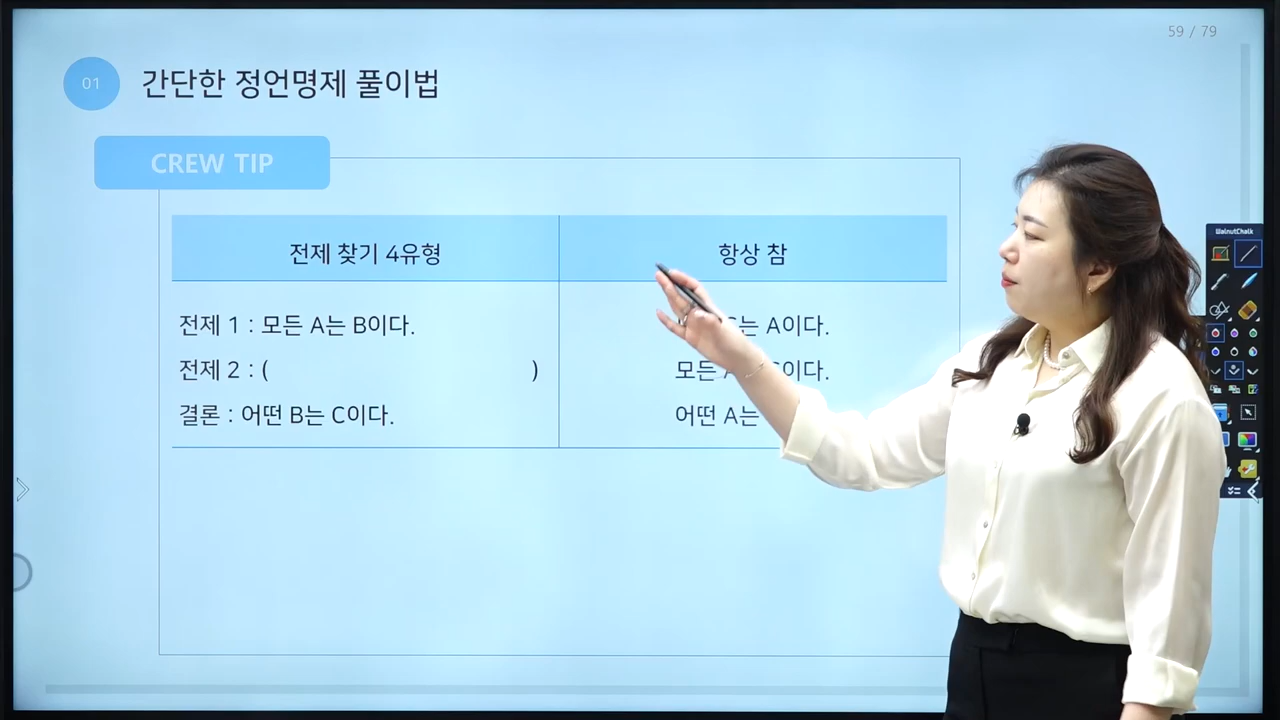 59 / 79
01
간단한 정언명제 풀이법
CREW TIP
전제 찾기 4유형
항상 참
전제 1 : 모든 A는 B이다.
는 A이다.
전제 2 : ( )
모든 이다.
결론 : 어떤 B는 C이다.
어떤 A는
WalnutChalk